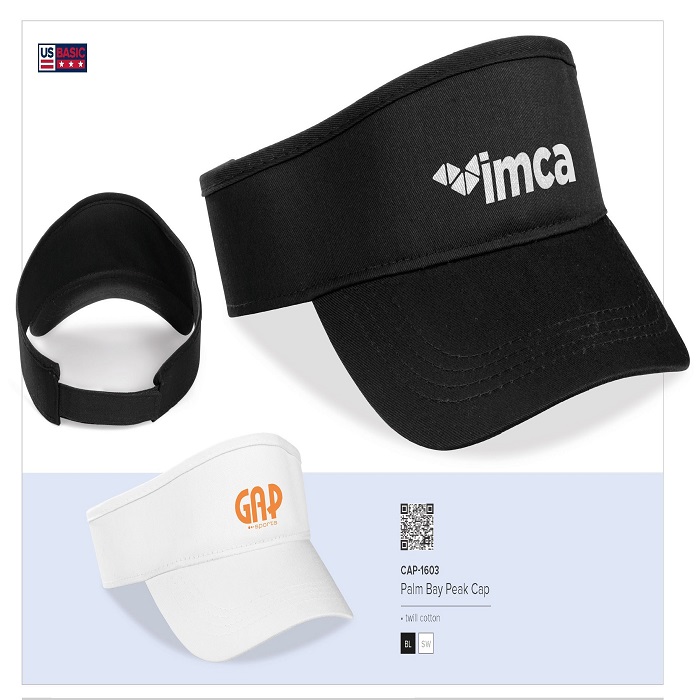 US BASIC
imca
GAP
sports
CAP-1603
Palm Bay Peak Cap
• twill cotton
BL SW